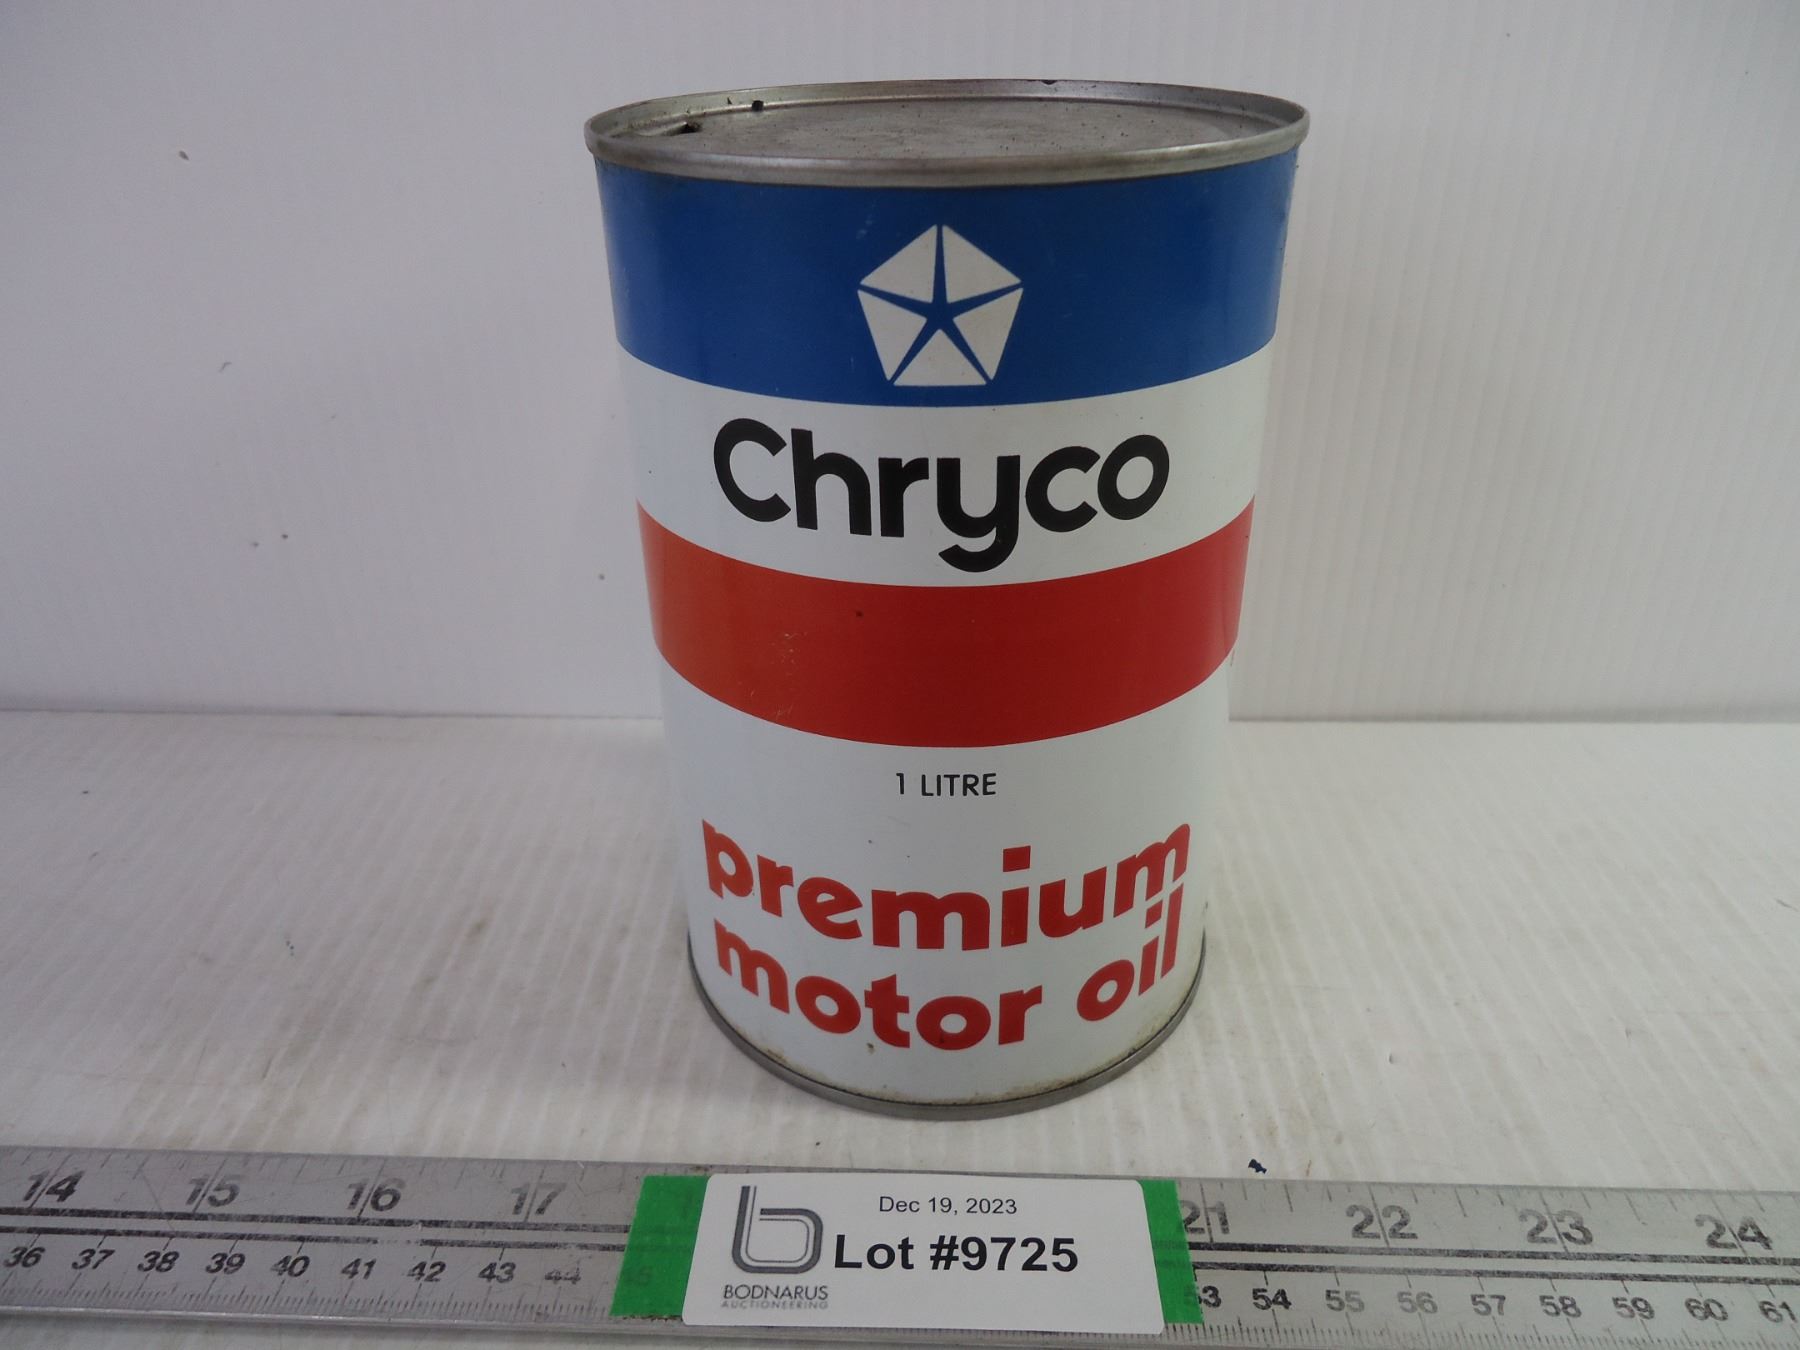 Chryco
1 LITRE
premium
motor oil
14 15 16 17 21 22 23 24
36 37 38 39 40 41 42 43 44 53 54 55 56 57 58 59 60 61
Dec 19, 2023
Lot #9725
BODNARUS
AUCTIONEERING